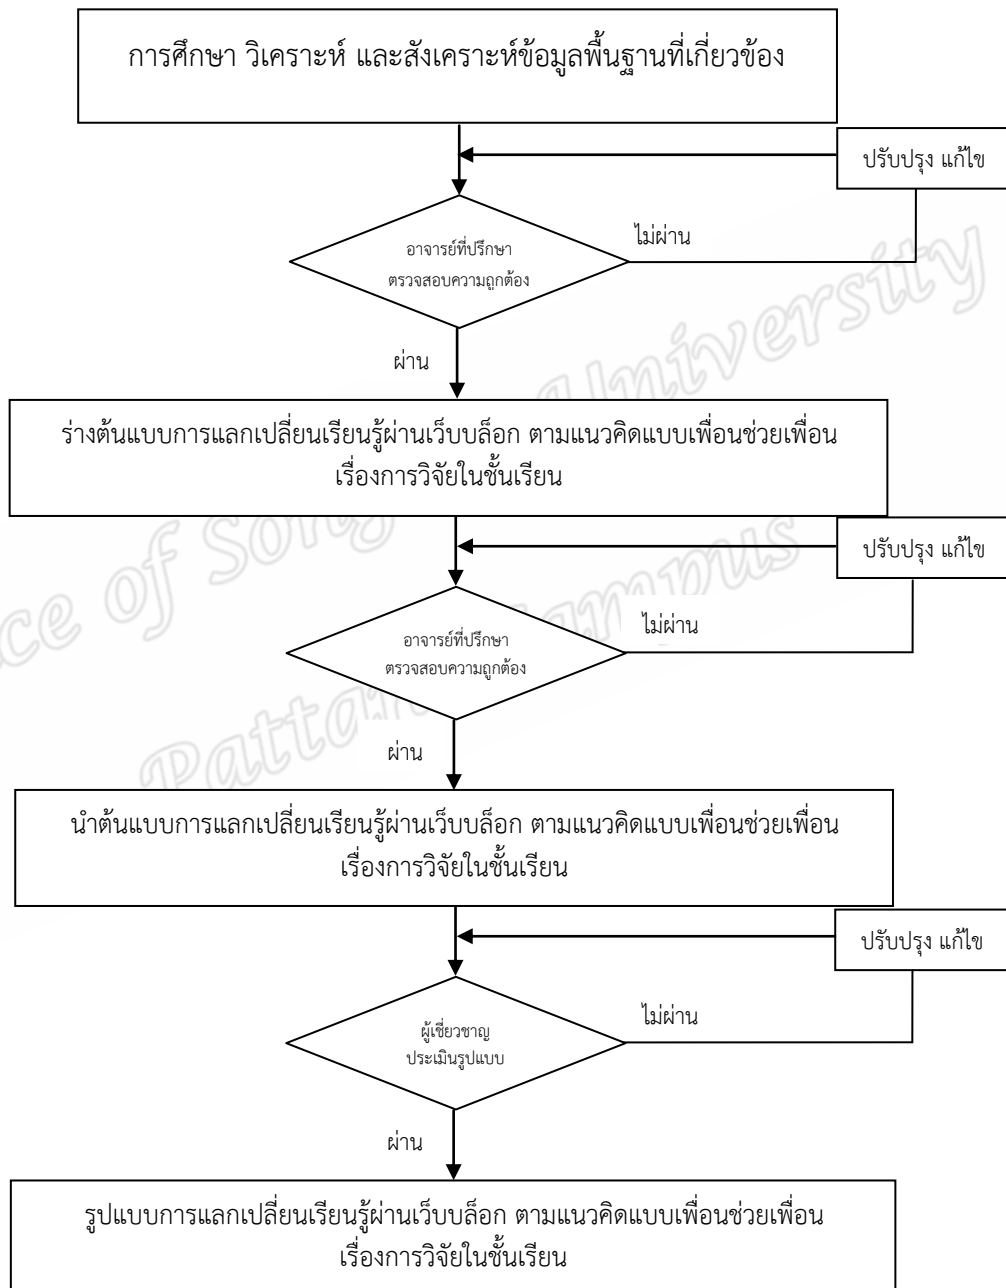 การศึกษา วิเคราะห์ และสังเคราะห์ข้อมูลพื้นฐานที่เกี่ยวข้อง
ปรับปรุง แก้ไข
ไม่ผ่าน
อาจารย์ที่ปรึกษา
ตรวจสอบความถูกต้อง
ผ่าน
ร่างต้นแบบการแลกเปลี่ยนเรียนรู้ผ่านเว็บบล็อก ตามแนวคิดแบบเพื่อนช่วยเพื่อน
เรื่องการวิจัยในชั้นเรียน
ปรับปรุง แก้ไข
ไม่ผ่าน
อาจารย์ที่ปรึกษา
ตรวจสอบความถูกต้อง
ผ่าน
นำต้นแบบการแลกเปลี่ยนเรียนรู้ผ่านเว็บบล็อก ตามแนวคิดแบบเพื่อนช่วยเพื่อน
เรื่องการวิจัยในชั้นเรียน
ปรับปรุง แก้ไข
ไม่ผ่าน
ผู้เชี่ยวชาญ
ประเมินรูปแบบ
ผ่าน
รูปแบบการแลกเปลี่ยนเรียนรู้ผ่านเว็บบล็อก ตามแนวคิดแบบเพื่อนช่วยเพื่อน
เรื่องการวิจัยในชั้นเรียน
University
of